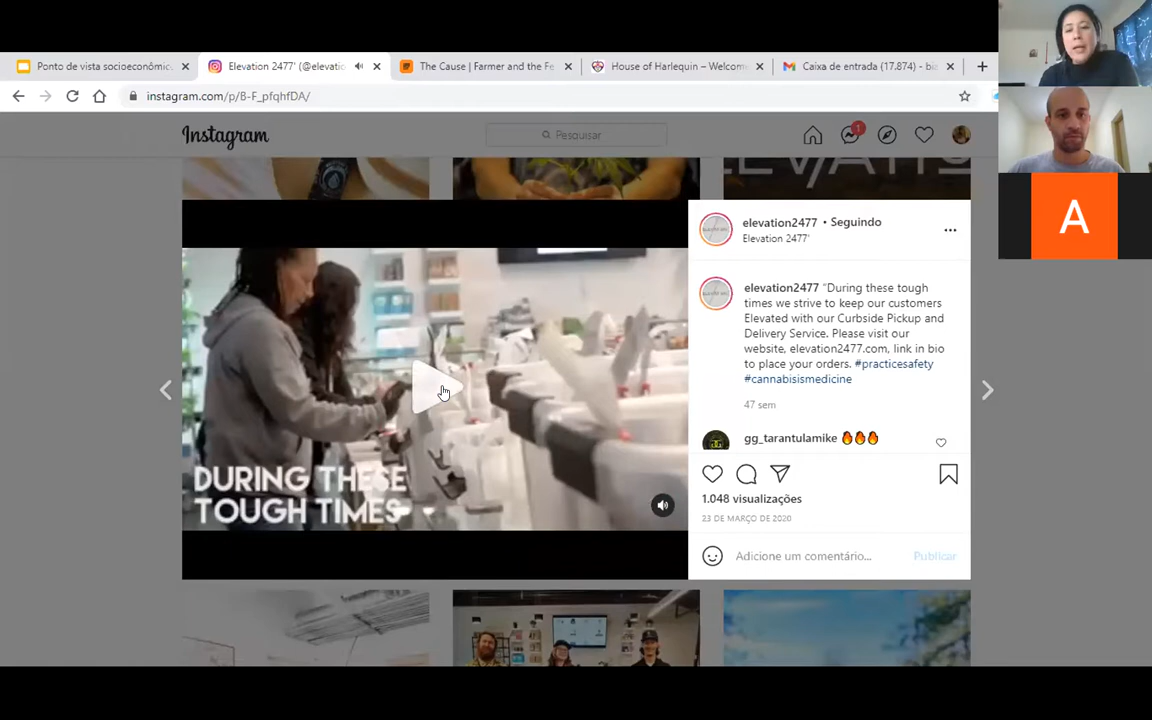 Ponto de vista socioeconômic
Elevation 2477' (@elevatio
The Cause | Farmer and the Fe
House of Harlequin – Welcom
Caixa de entrada (17.874) - bi
instagram.com/p/B-F_pfqhfDA/
Instagram
Pesquisar
1
elevation2477 • Seguindo
Elevation 2477'
elevation2477 "During these tough
times we strive to keep our customers
Elevated with our Curbside Pickup and
Delivery Service. Please visit our
website, elevation2477.com, link in bio
to place your orders. #practicesafety
#cannabisismedicine
47 sem
gg_tarantulamike 🔥🔥🔥
DURING THESE
TOUGH TIMES
1.048 visualizações
23 DE MARÇO DE 2020
Adicione um comentário...
Publicar
A